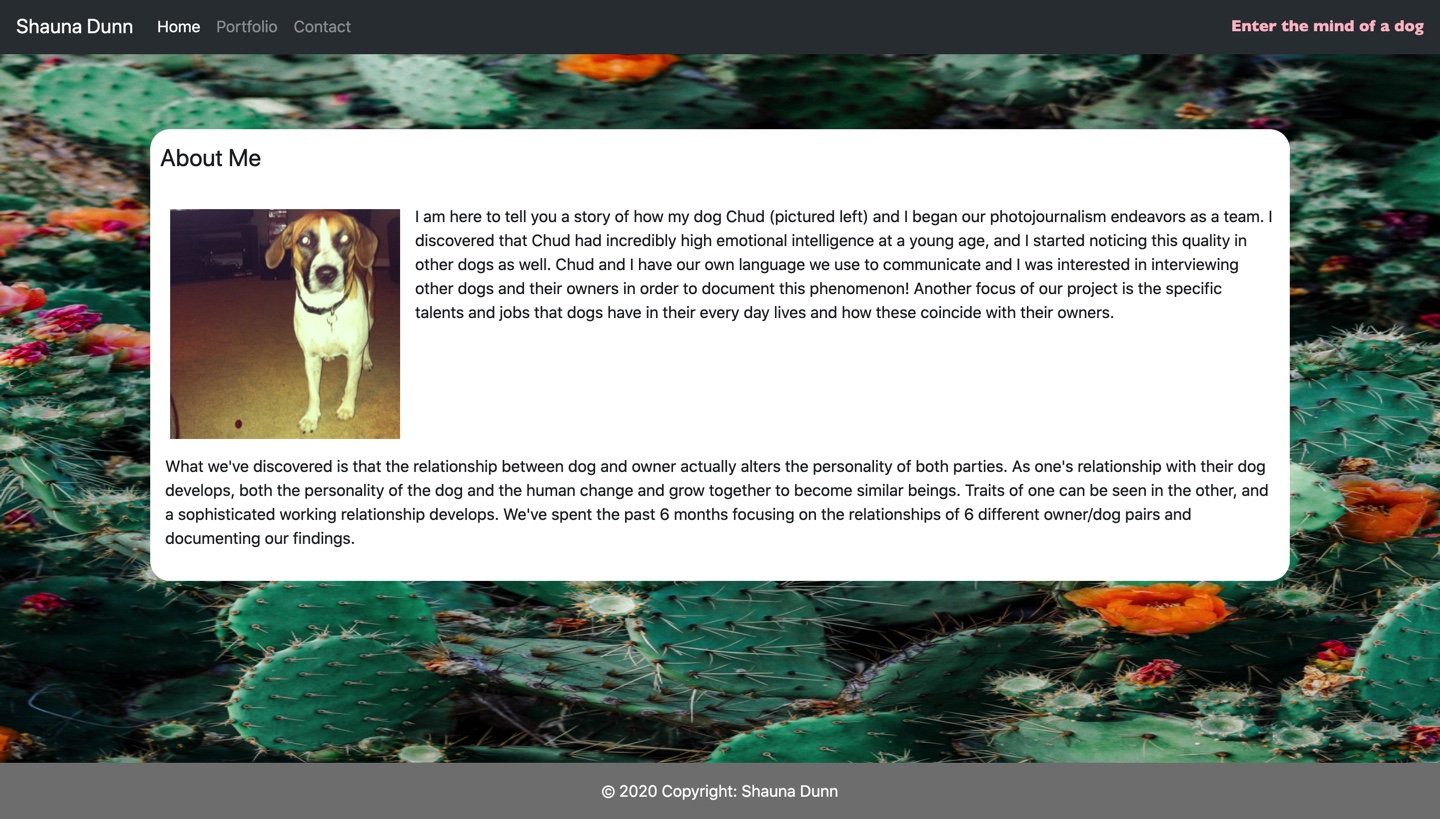 Shauna Dunn Home Portfolio Contact Enter the mind of a dog
About Me
I am here to tell you a story of how my dog Chud (pictured left) and I began our photojournalism endeavors as a team. I
discovered that Chud had incredibly high emotional intelligence at a young age, and I started noticing this quality in
other dogs as well. Chud and I have our own language we use to communicate and I was interested in interviewing
other dogs and their owners in order to document this phenomenon! Another focus of our project is the specific
talents and jobs that dogs have in their every day lives and how these coincide with their owners.
What we've discovered is that the relationship between dog and owner actually alters the personality of both parties. As one's relationship with their dog
develops, both the personality of the dog and the human change and grow together to become similar beings. Traits of one can be seen in the other, and
a sophisticated working relationship develops. We've spent the past 6 months focusing on the relationships of 6 different owner/dog pairs and
documenting our findings.
© 2020 Copyright: Shauna Dunn